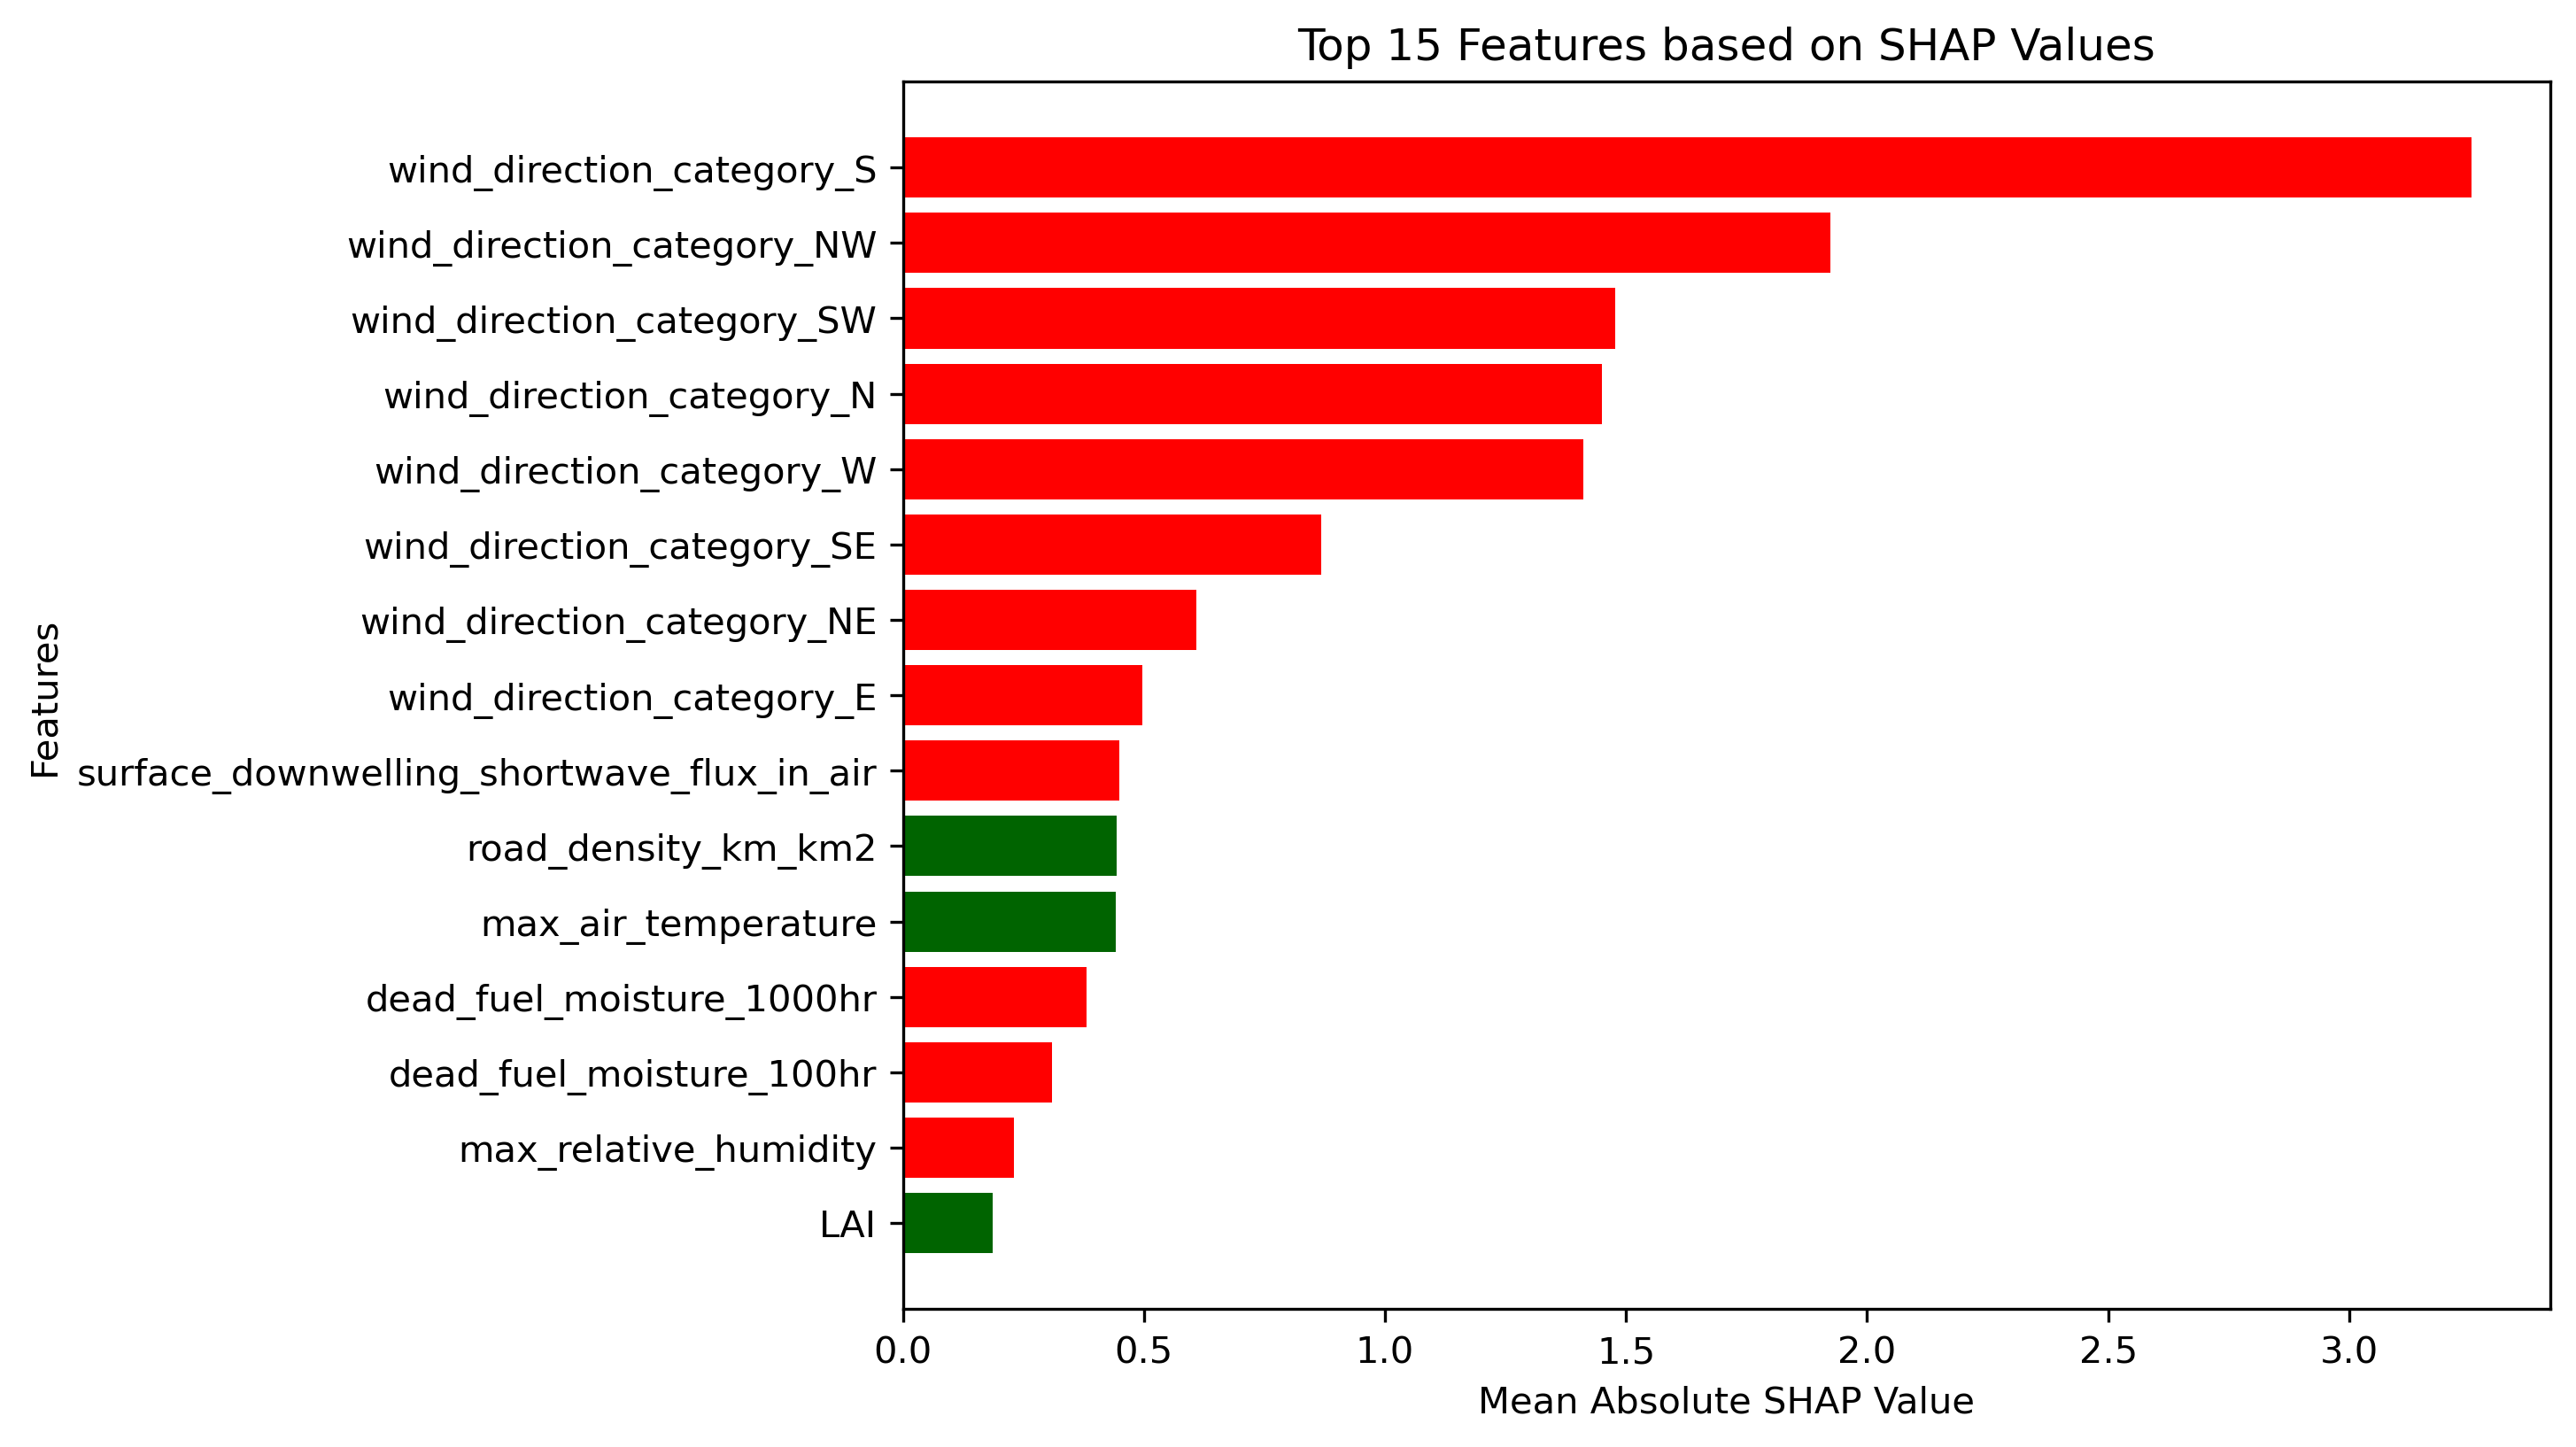 Top 15 Features based on SHAP Values
wind_direction_category_S
wind_direction_category_NW
wind_direction_category_SW
wind_direction_category_N
wind_direction_category_W
wind_direction_category_SE
wind_direction_category_NE
wind_direction_category_E
surface_downwelling_shortwave_flux_in_air
road_density_km_km2
max_air_temperature
dead_fuel_moisture_1000hr
dead_fuel_moisture_100hr
max_relative_humidity
LAI
Features
0.0 0.5 1.0 1.5 2.0 2.5 3.0
Mean Absolute SHAP Value